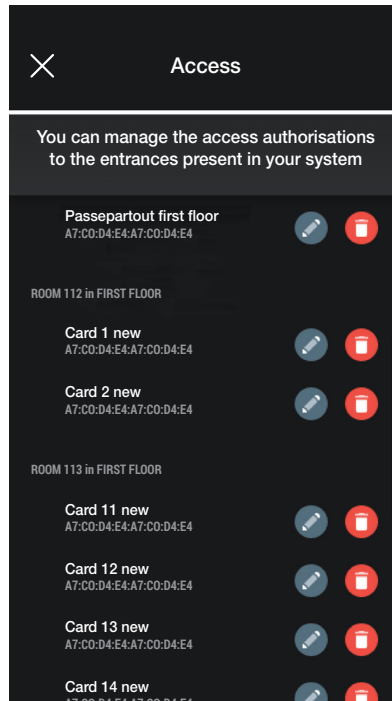 Access
You can manage the access authorisations
to the entrances present in your system
Passepartout first floor
A7:C0:D4:E4:A7:C0:D4:E4
ROOM 112 in FIRST FLOOR
Card 1 new
A7:C0:D4:E4:A7:C0:D4:E4
Card 2 new
A7:C0:D4:E4:A7:C0:D4:E4
ROOM 113 in FIRST FLOOR
Card 11 new
A7:C0:D4:E4:A7:C0:D4:E4
Card 12 new
A7:C0:D4:E4:A7:C0:D4:E4
Card 13 new
A7:C0:D4:E4:A7:C0:D4:E4
Card 14 new